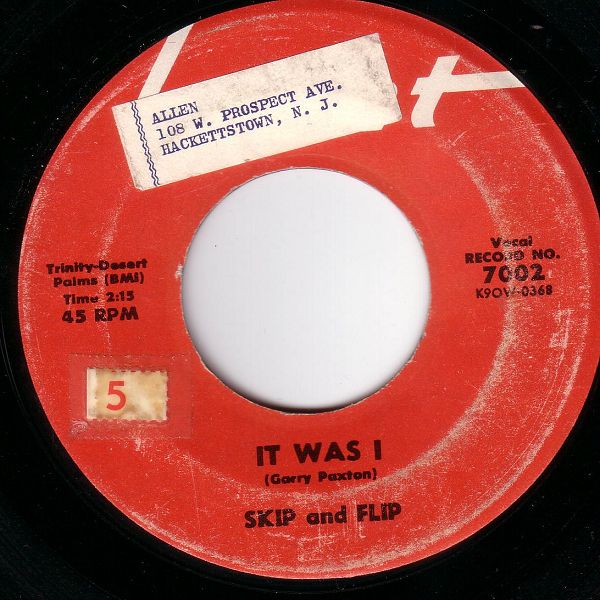 ALLEN
108 W. PROSPECT AVE.
HACKETTSTOWN, N. J.
Trinity-Desert
Palms (BMI)
Time 2:15
45 RPM
Vocal
RECORD NO.
7002
K9OW-0368
5
IT WAS I
(Garry Paxton)
SKIP and FLIP